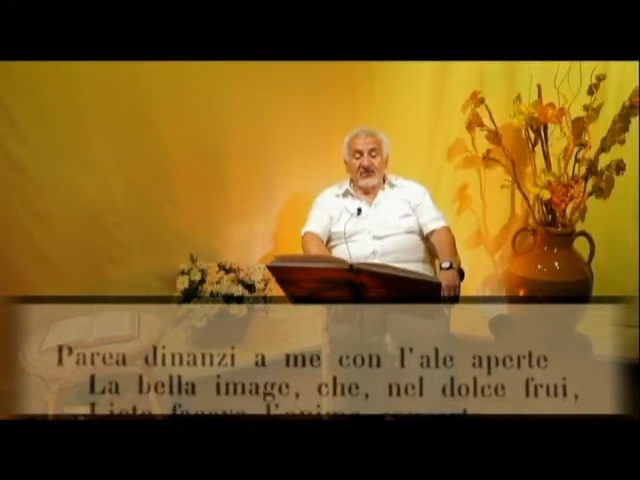 Parea dinanzi a me con l'ale aperte
La bella image, che, nel dolce frui,